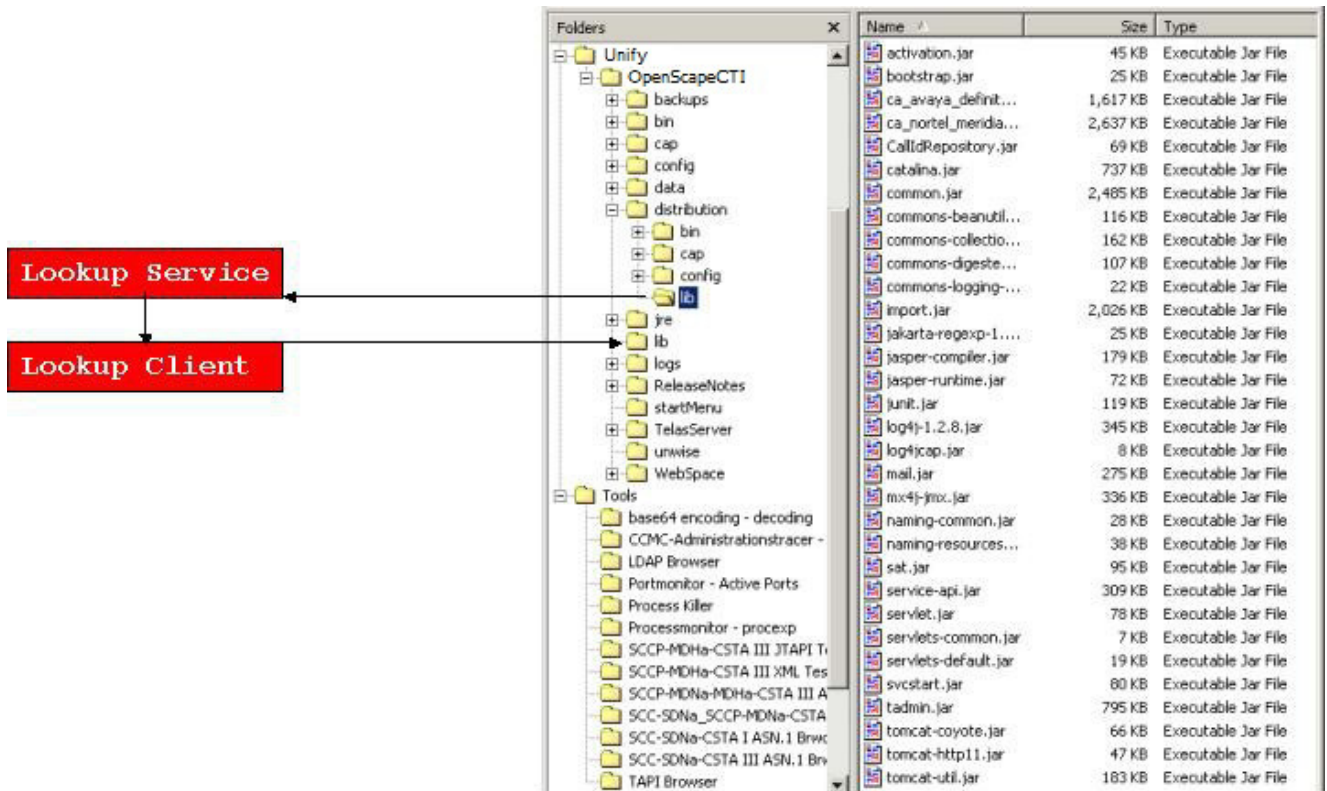 Lookup Service
Lookup Client
Folders
Unify
OpenScapeCTI
backups
bin
cap
config
data
distribution
bin
cap
config
lib
jre
lib
logs
ReleaseNotes
startMenu
TelasServer
unwise
WebSpace
Tools
base64 encoding - decoding
CCMC-Administrationstracer -
LDAP Browser
Portmonitor - Active Ports
Process Killer
Processmonitor - procexp
SCCP-MDHa-CSTA III JTAPI T
SCCP-MDHa-CSTA III XML Tes
SCCP-MDNa-MDHa-CSTA III A
SCC-SDNa_SCCP-MDNa-CSTA
SCC-SDNa-CSTA I ASN.1 Brw
SCC-SDNa-CSTA III ASN.1 Br
TAPI Browser
Name Size Type
activation.jar 45 KB Executable Jar File
bootstrap.jar 25 KB Executable Jar File
ca_avaya_definit... 1,617 KB Executable Jar File
ca_nortel_meridia... 2,637 KB Executable Jar File
CallIdRepository.jar 69 KB Executable Jar File
catalina.jar 737 KB Executable Jar File
common.jar 2,485 KB Executable Jar File
commons-beanutil... 116 KB Executable Jar File
commons-collectio... 162 KB Executable Jar File
commons-digeste... 107 KB Executable Jar File
commons-logging-... 22 KB Executable Jar File
import.jar 2,026 KB Executable Jar File
jakarta-regexp-1.... 25 KB Executable Jar File
jasper-compiler.jar 179 KB Executable Jar File
jasper-runtime.jar 72 KB Executable Jar File
junit.jar 119 KB Executable Jar File
log4j-1.2.8.jar 345 KB Executable Jar File
log4jcap.jar 8 KB Executable Jar File
mail.jar 275 KB Executable Jar File
mx4j-jmx.jar 336 KB Executable Jar File
naming-common.jar 28 KB Executable Jar File
naming-resources... 38 KB Executable Jar File
sat.jar 95 KB Executable Jar File
service-api.jar 309 KB Executable Jar File
servlet.jar 78 KB Executable Jar File
servlets-common.jar 7 KB Executable Jar File
servlets-default.jar 19 KB Executable Jar File
svcstart.jar 80 KB Executable Jar File
tadmin.jar 795 KB Executable Jar File
tomcat-coyote.jar 66 KB Executable Jar File
tomcat-http11.jar 47 KB Executable Jar File
tomcat-util.jar 183 KB Executable Jar File